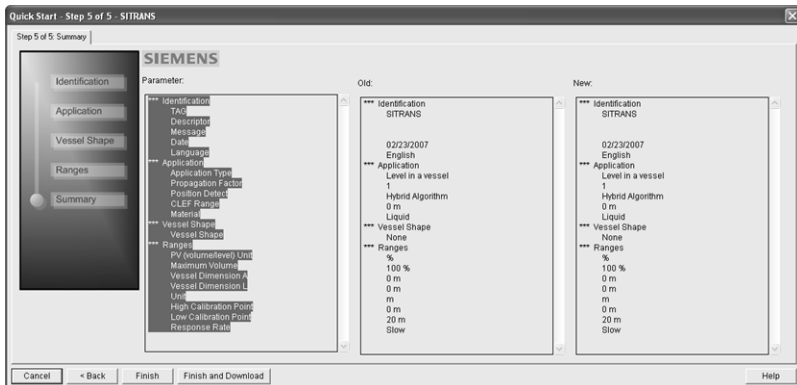 Quick Start - Step 5 of 5 - SITRANS
Step 5 of 5: Summary
SIEMENS
Identification
Application
Vessel Shape
Ranges
Summary
Parameter:
*** Identification
TAG
Descriptor
Message
Date
Language
*** Application
Application Type
Propagation Factor
Position Detect
CLEF Range
Material
*** Vessel Shape
Vessel Shape
*** Ranges
PV (volume/level) Unit
Maximum Volume
Vessel Dimension A
Vessel Dimension L
Unit
High Calibration Point
Low Calibration Point
Response Rate
Old:
*** Identification
SITRANS
02/23/2007
English
*** Application
Level in a vessel
1
Hybrid Algorithm
0 m
Liquid
*** Vessel Shape
None
*** Ranges
%
100 %
0 m
0 m
m
0 m
20 m
Slow
New:
*** Identification
SITRANS
02/23/2007
English
*** Application
Level in a vessel
1
Hybrid Algorithm
0 m
Liquid
*** Vessel Shape
None
*** Ranges
%
100 %
0 m
0 m
m
0 m
20 m
Slow
Cancel
< Back
Finish
Finish and Download
Help